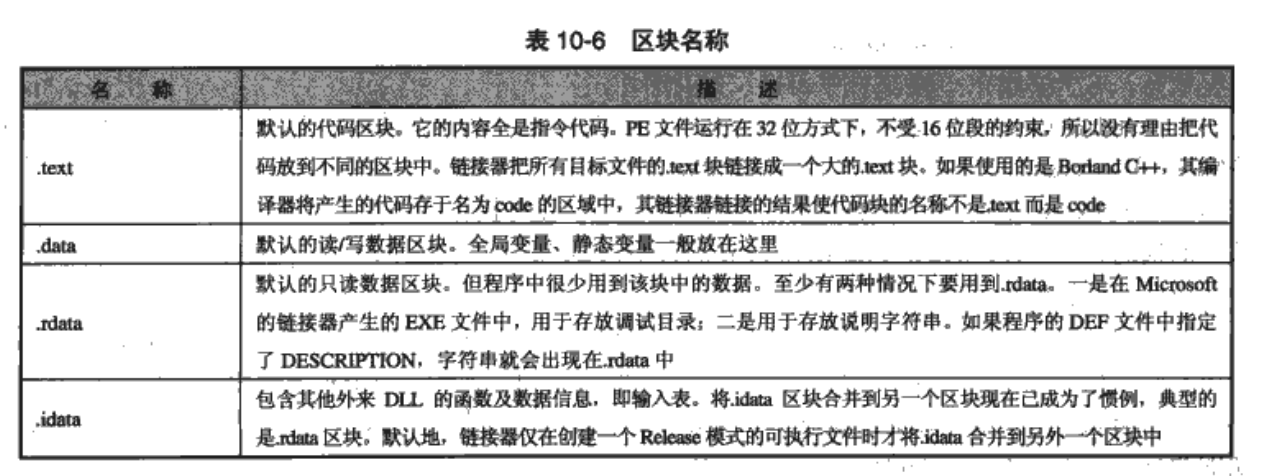 表 10-6 区块名称
名 称
描 述
.text
默认的代码区块。它的内容全是指令代码。PE 文件运行在 32 位方式下，不受 16 位段的约束，所以没有理由把代
码放到不同的区块中。链接器把所有目标文件的.text 块链接成一个大的.text 块。如果使用的是 Borland C++，其编
译器将产生的代码存于名为 code 的区域中，其链接器链接的结果使代码块的名称不是.text 而是 code
.data
默认的读/写数据区块。全局变量、静态变量一般放在这里
.rdata
默认的只读数据区块。但程序中很少用到该块中的数据。至少有两种情况下要用到.rdata。一是在 Microsoft
的链接器产生的 EXE 文件中，用于存放调试目录；二是用于存放说明字符串。如果程序的 DEF 文件中指定
了 DESCRIPTION，字符串就会出现在.rdata 中
.idata
包含其他外来 DLL 的函数及数据信息，即输入表。将.idata 区块合并到另一个区块现在已成为了惯例，典型的
是.rdata 区块。默认地，链接器仅在创建一个 Release 模式的可执行文件时才将.idata 合并到另外一个区块中